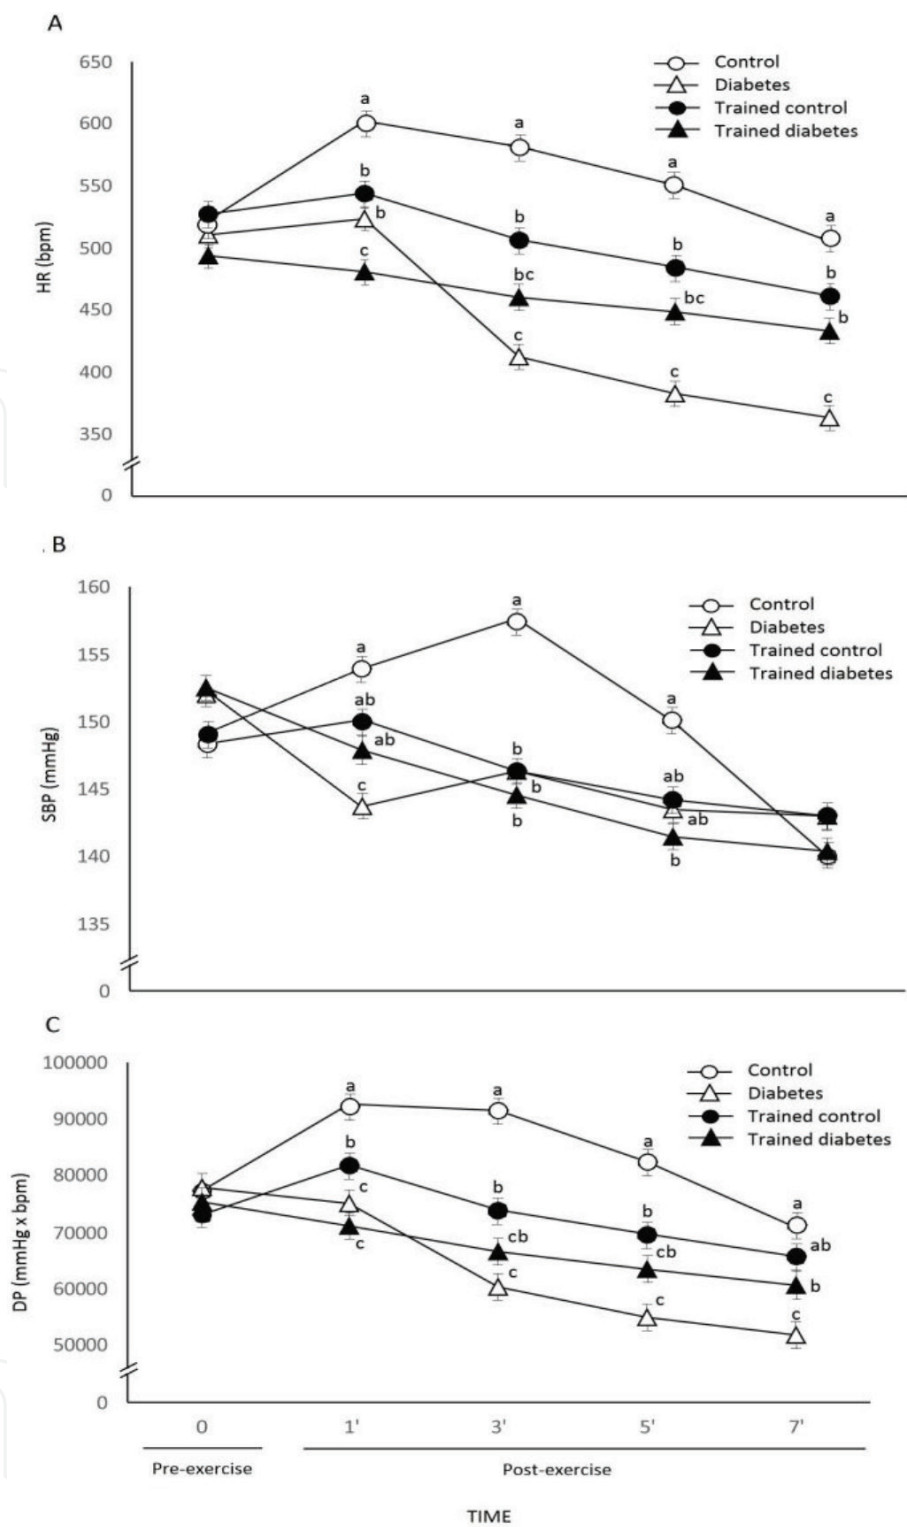 A
650
600
550
500
450
400
350
0
HR (bpm)
Control
Diabetes
Trained control
Trained diabetes
a
a
a
a
b
b
b
b
b
c
bc
bc
b
c
c
c
. B
160
155
150
145
140
135
0
SBP (mmHg)
Control
Diabetes
Trained control
Trained diabetes
a
a
a
ab
ab
c
b
b
b
ab
ab
b
C
100000
90000
80000
70000
60000
50000
0
DP (mmHg x bpm)
Control
Diabetes
Trained control
Trained diabetes
a
a
a
a
b
b
b
ab
c
c
cb
cb
b
c
c
c
0 1' 3' 5' 7'
Pre-exercise Post-exercise
TIME